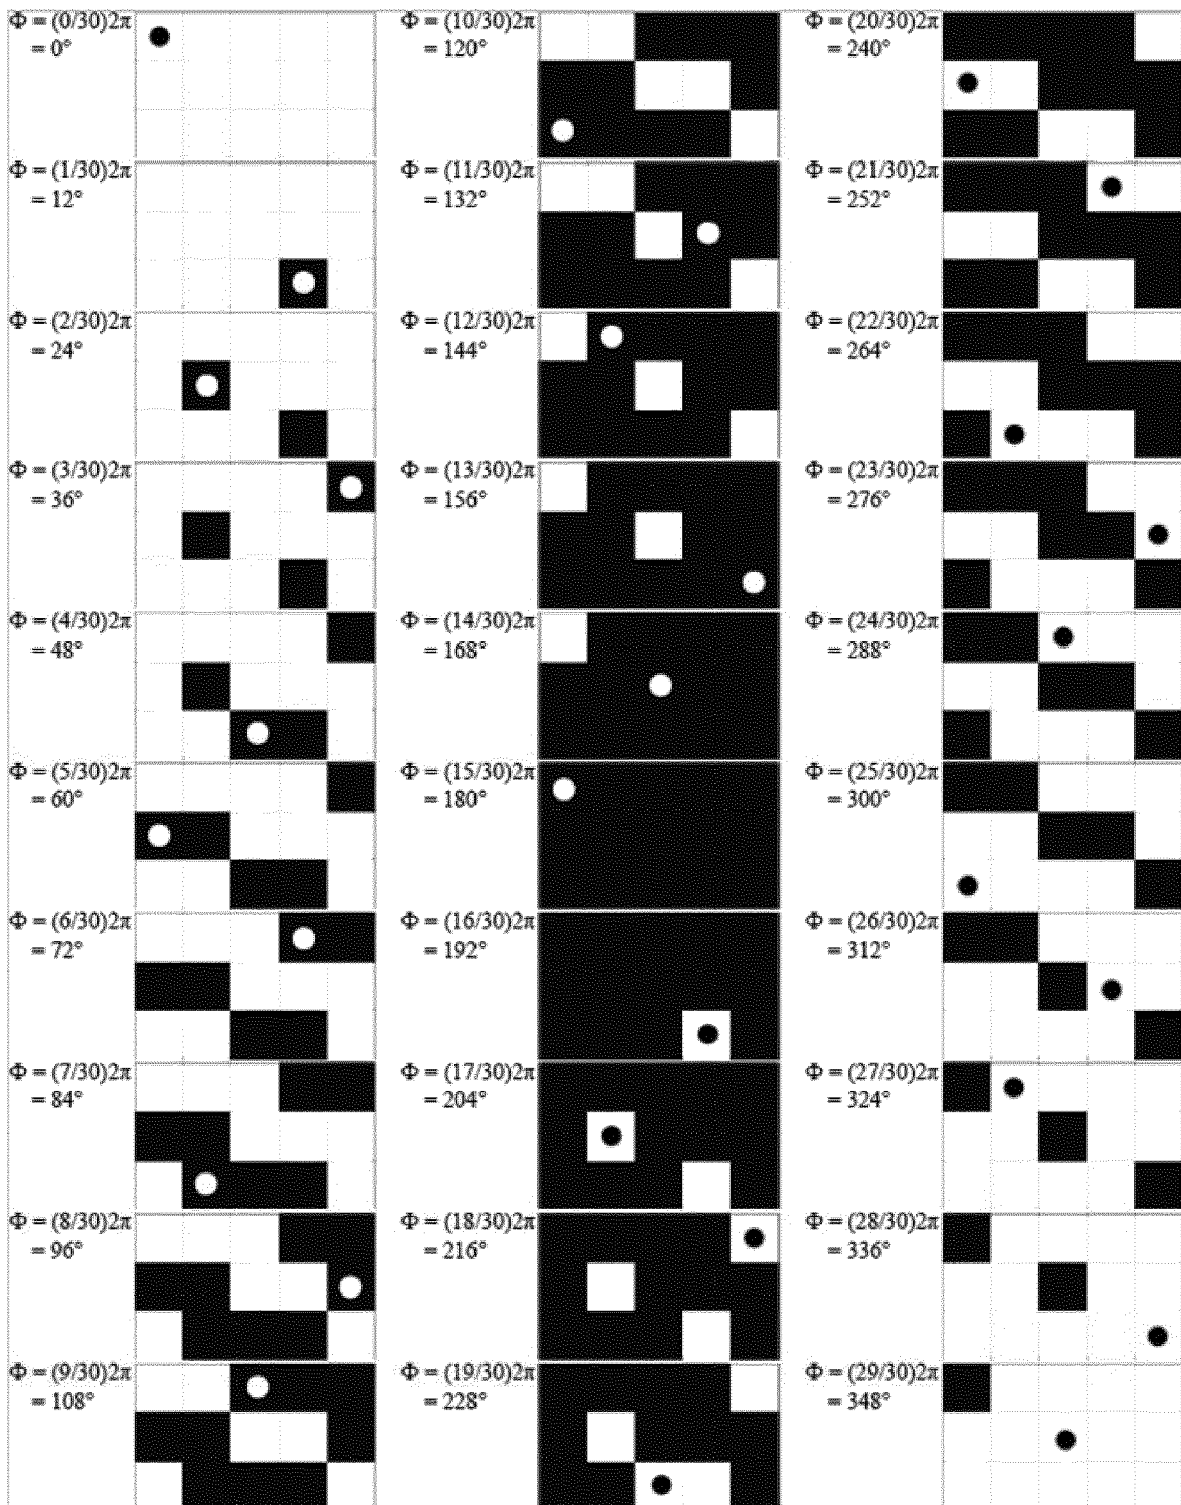 Φ = (0/30)2π
= 0°
Φ = (1/30)2π
= 12°
Φ = (2/30)2π
= 24°
Φ = (3/30)2π
= 36°
Φ = (4/30)2π
= 48°
Φ = (5/30)2π
= 60°
Φ = (6/30)2π
= 72°
Φ = (7/30)2π
= 84°
Φ = (8/30)2π
= 96°
Φ = (9/30)2π
= 108°
Φ = (10/30)2π
= 120°
Φ = (11/30)2π
= 132°
Φ = (12/30)2π
= 144°
Φ = (13/30)2π
= 156°
Φ = (14/30)2π
= 168°
Φ = (15/30)2π
= 180°
Φ = (16/30)2π
= 192°
Φ = (17/30)2π
= 204°
Φ = (18/30)2π
= 216°
Φ = (19/30)2π
= 228°
Φ = (20/30)2π
= 240°
Φ = (21/30)2π
= 252°
Φ = (22/30)2π
= 264°
Φ = (23/30)2π
= 276°
Φ = (24/30)2π
= 288°
Φ = (25/30)2π
= 300°
Φ = (26/30)2π
= 312°
Φ = (27/30)2π
= 324°
Φ = (28/30)2π
= 336°
Φ = (29/30)2π
= 348°